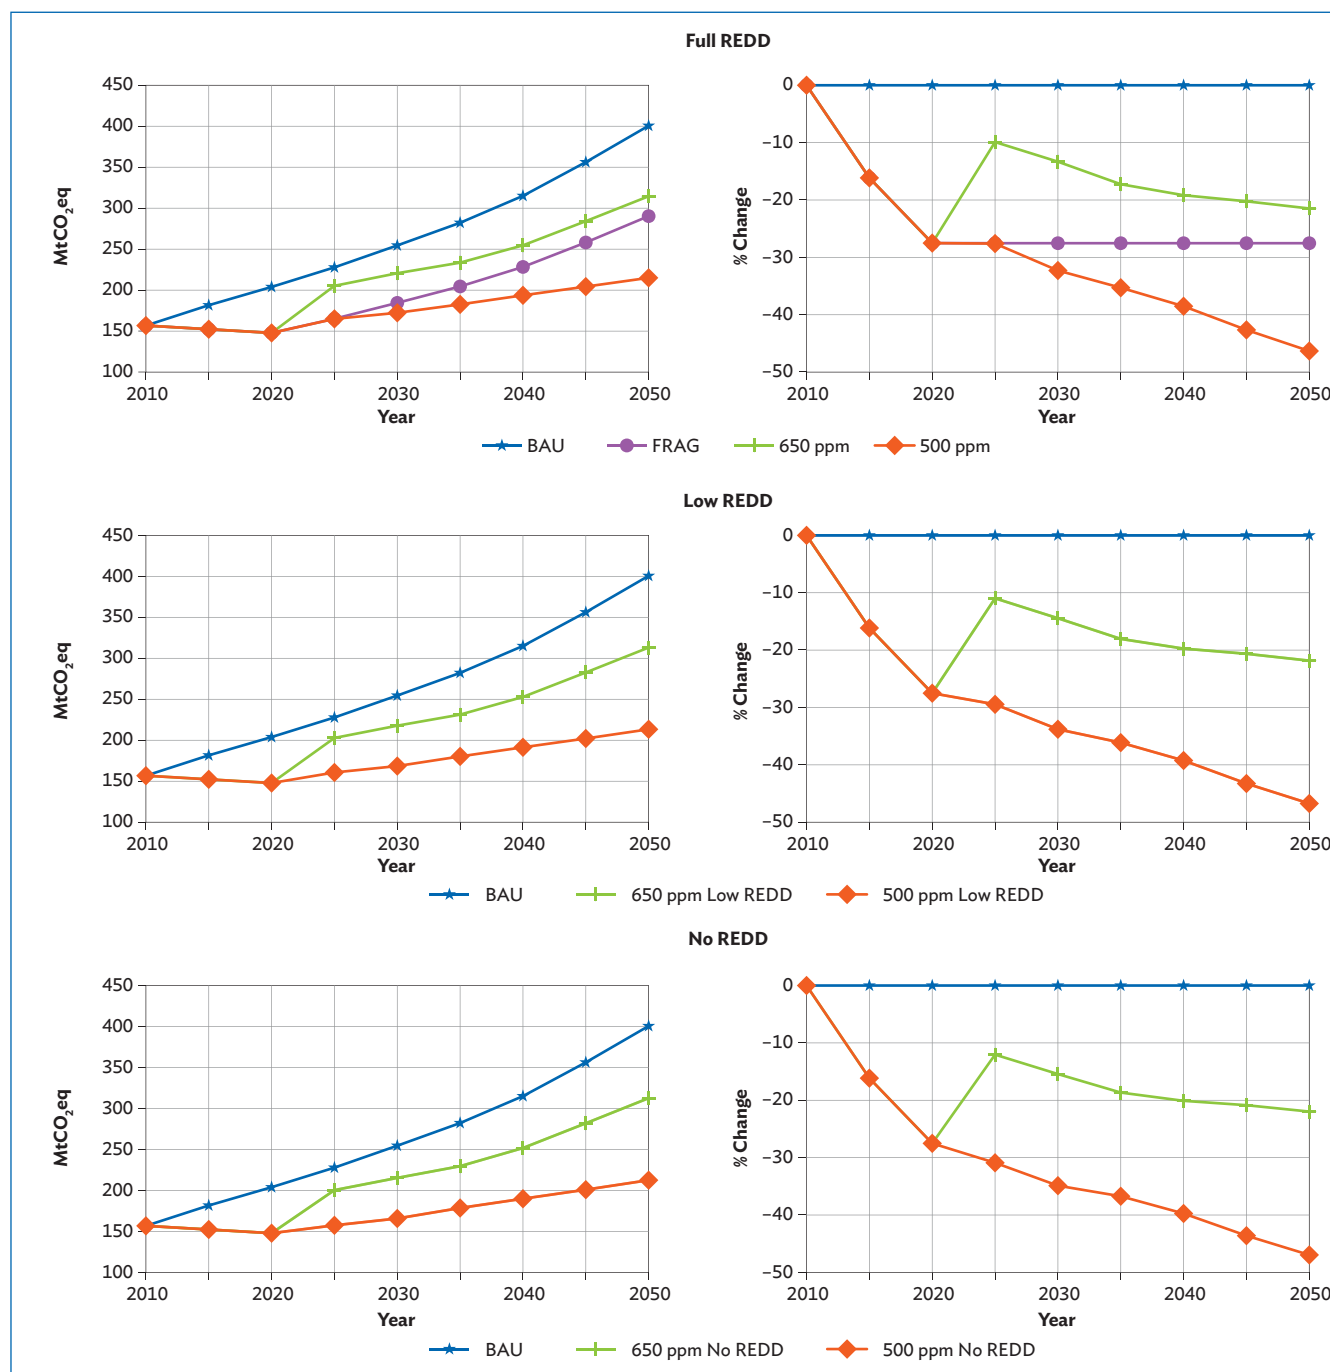 Full REDD
MtCO₂eq
450
400
350
300
250
200
150
100
2010 2020 2030 2040 2050
Year
% Change
0
–10
–20
–30
–40
–50
2010 2020 2030 2040 2050
Year
BAU FRAG 650 ppm 500 ppm
Low REDD
MtCO₂eq
450
400
350
300
250
200
150
100
2010 2020 2030 2040 2050
Year
% Change
0
–10
–20
–30
–40
–50
2010 2020 2030 2040 2050
Year
BAU 650 ppm Low REDD 500 ppm Low REDD
No REDD
MtCO₂eq
450
400
350
300
250
200
150
100
2010 2020 2030 2040 2050
Year
% Change
0
–10
–20
–30
–40
–50
2010 2020 2030 2040 2050
Year
BAU 650 ppm No REDD 500 ppm No REDD